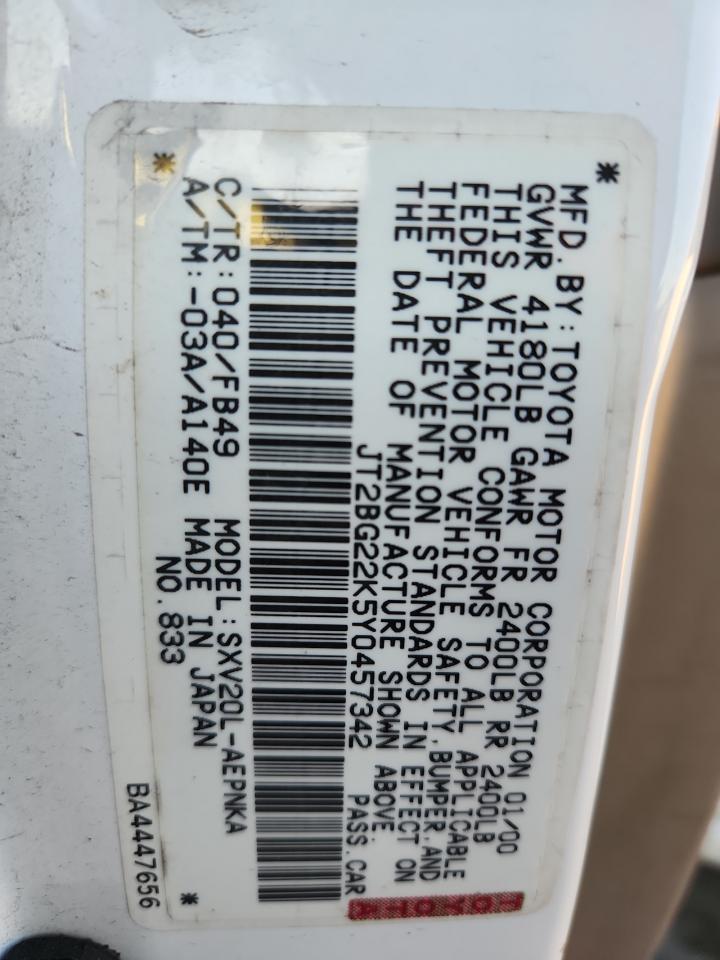 *
MFD. BY: TOYOTA MOTOR CORPORATION 01/00
GVWR 4180LB GAWR FR 2400LB RR 2400LB
THIS VEHICLE CONFORMS TO ALL APPLICABLE
FEDERAL MOTOR VEHICLE SAFETY, BUMPER, AND
THEFT PREVENTION STANDARDS IN EFFECT ON
THE DATE OF MANUFACTURE SHOWN ABOVE.
JT2BG22K5Y0457342 PASS.CAR
TOYOTA
C/TR:040/FB49 MODEL:SXV20L-AEPNKA
A/TM:-03A/A140E MADE IN JAPAN
* NO.833 *
BA4447656